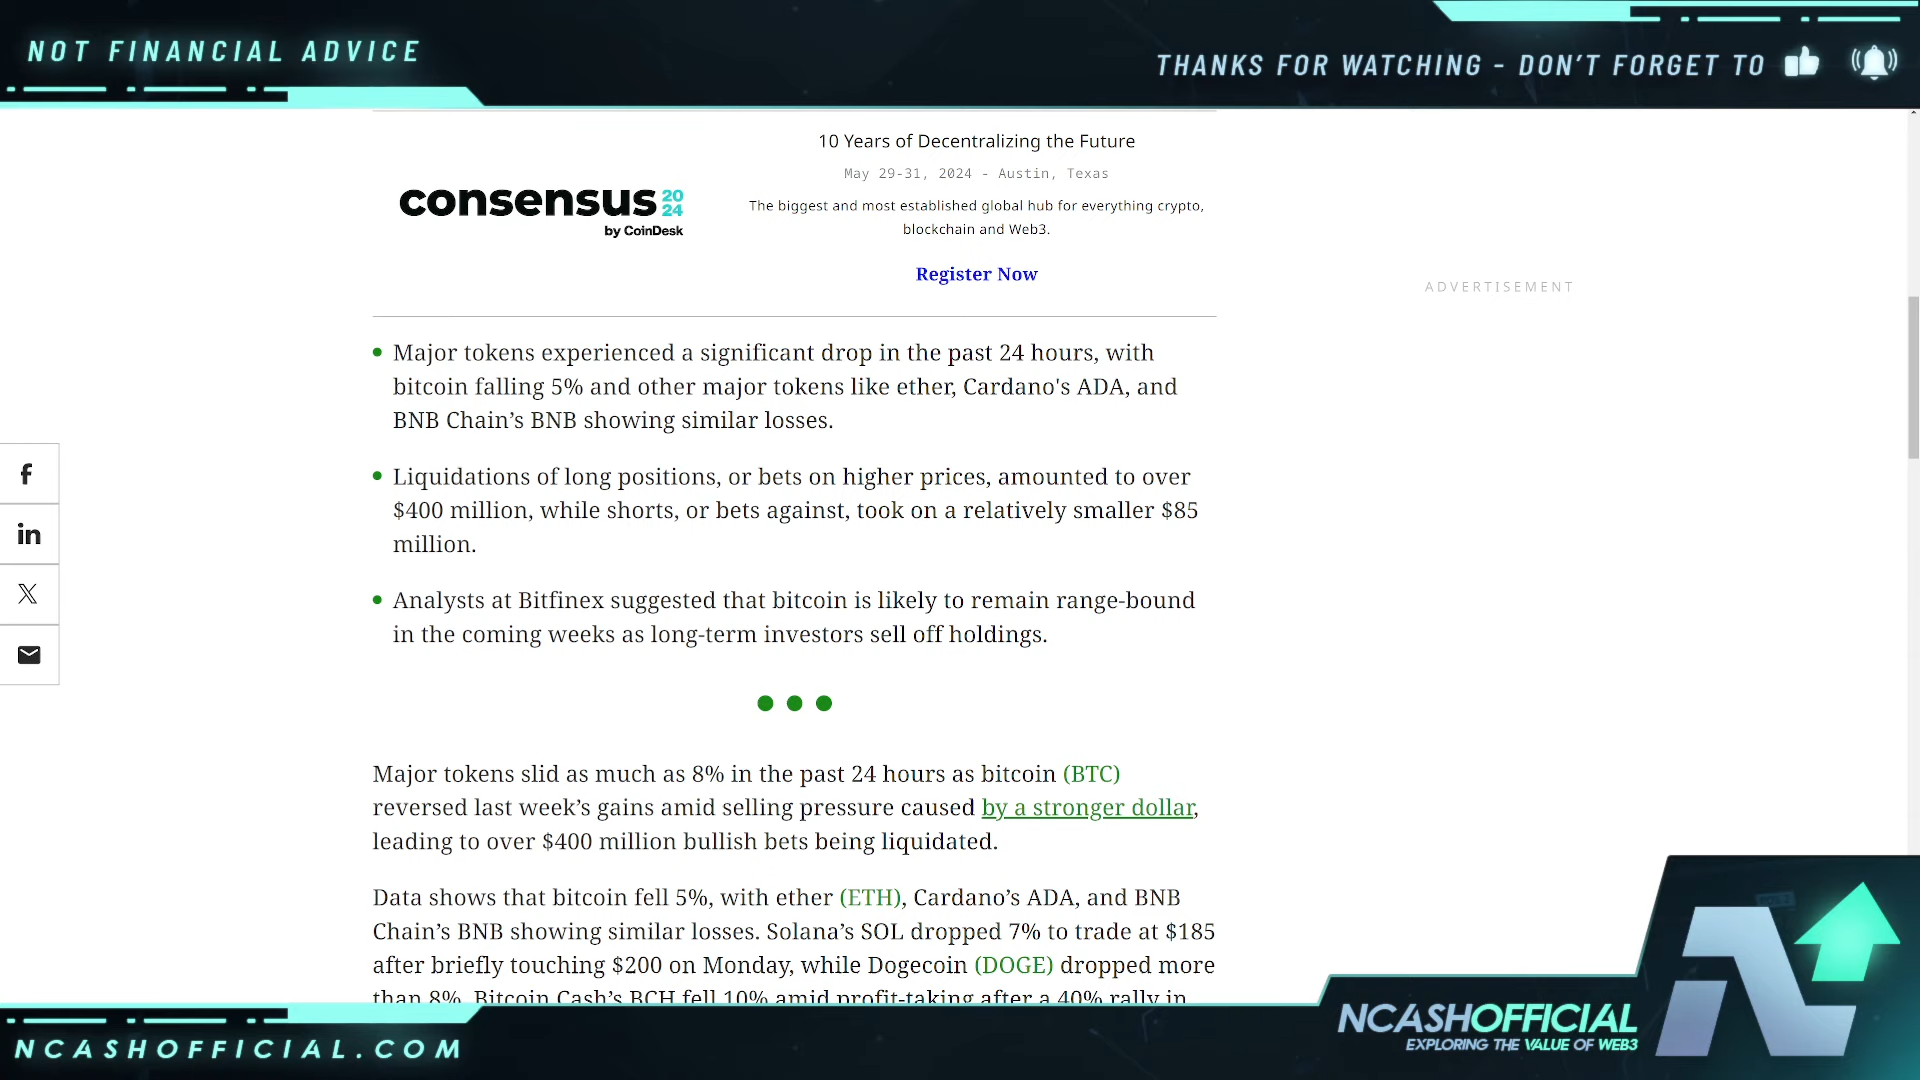 NOT FINANCIAL ADVICE
THANKS FOR WATCHING - DON'T FORGET TO
10 Years of Decentralizing the Future
May 29-31, 2024 - Austin, Texas
consensus 20
24
by CoinDesk
The biggest and most established global hub for everything crypto,
blockchain and Web3.
Register Now
ADVERTISEMENT
Major tokens experienced a significant drop in the past 24 hours, with
bitcoin falling 5% and other major tokens like ether, Cardano's ADA, and
BNB Chain’s BNB showing similar losses.
Liquidations of long positions, or bets on higher prices, amounted to over
$400 million, while shorts, or bets against, took on a relatively smaller $85
million.
Analysts at Bitfinex suggested that bitcoin is likely to remain range-bound
in the coming weeks as long-term investors sell off holdings.
Major tokens slid as much as 8% in the past 24 hours as bitcoin (BTC)
reversed last week’s gains amid selling pressure caused by a stronger dollar,
leading to over $400 million bullish bets being liquidated.
Data shows that bitcoin fell 5%, with ether (ETH), Cardano’s ADA, and BNB
Chain’s BNB showing similar losses. Solana’s SOL dropped 7% to trade at $185
after briefly touching $200 on Monday, while Dogecoin (DOGE) dropped more
than 8%. Bitcoin Cash’s BCH fell 10% amid profit-taking after a 40% rally in
NCASHOFFICIAL.COM
NCASHOFFICIAL
EXPLORING THE VALUE OF WEB3